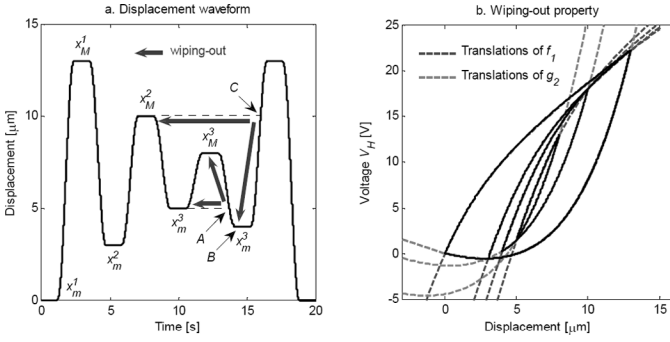 a. Displacement waveform
15
10
5
0
Displacement [μm]
0
5
10
15
20
Time [s]
wiping-out
x_M^1
x_M^2
x_M^3
x_m^1
x_m^2
x_m^3
x_m^3
A
B
C
b. Wiping-out property
25
20
15
10
5
0
-5
Voltage V_H [V]
0
5
10
15
Displacement [μm]
Translations of f_1
Translations of g_2